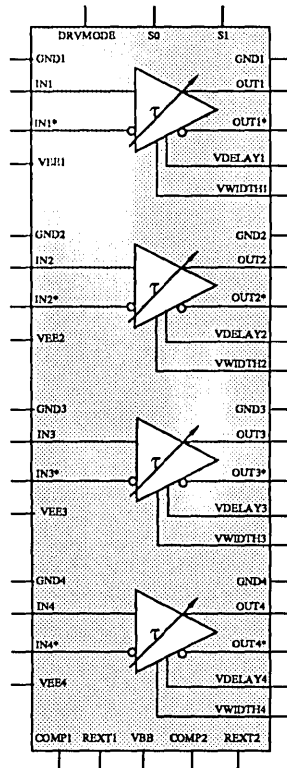 DRVMODE S0 S1
GND1 GND1
IN1 OUT1
τ
IN1* OUT1*
VEE1 VDELAY1
VWIDTH1
GND2 GND2
IN2 OUT2
τ
IN2* OUT2*
VEE2 VDELAY2
VWIDTH2
GND3 GND3
IN3 OUT3
τ
IN3* OUT3*
VEE3 VDELAY3
VWIDTH3
GND4 GND4
IN4 OUT4
τ
IN4* OUT4*
VEE4 VDELAY4
VWIDTH4
COMP1 REXT1 VBB COMP2 REXT2